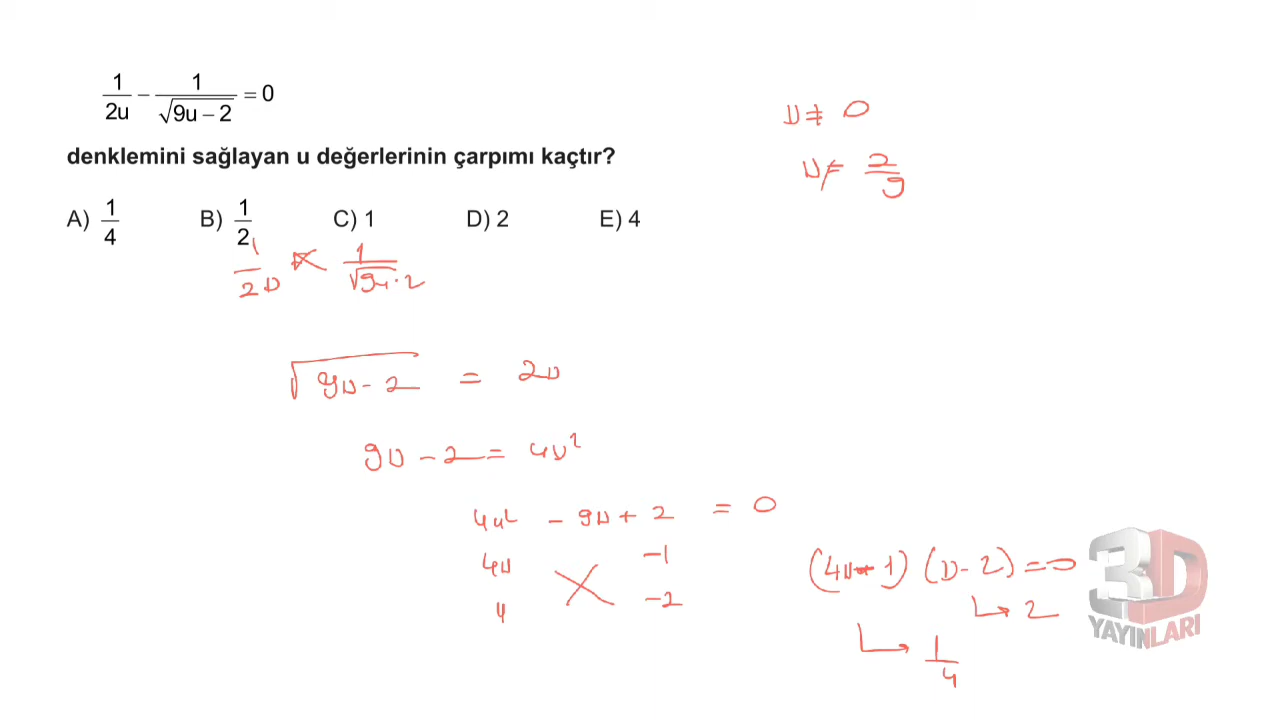 1/2u − 1/√(9u − 2) = 0
denklemini sağlayan u değerlerinin çarpımı kaçtır?
A) 1/4 B) 1/2 C) 1 D) 2 E) 4
u ≠ 0
u ≠ 2/9
1/2u 1/√9u-2
√(9u - 2) = 2u
9u - 2 = 4u²
4u² - 9u + 2 = 0
4u -1
u -2
(4u - 1) (u - 2) = 0
↳ 2
↳ 1/4
3D
YAYINLARI